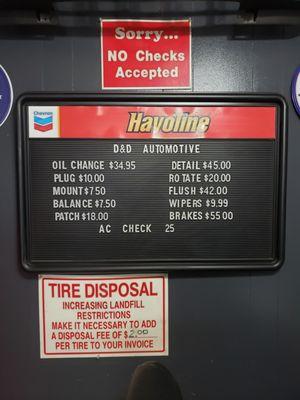 Sorry...
NO Checks
Accepted
Chevron
Havoline
D&D AUTOMOTIVE
OIL CHANGE $34.95
PLUG $10.00
MOUNT $7.50
BALANCE $7.50
PATCH $18.00
DETAIL $45.00
ROTATE $20.00
FLUSH $42.00
WIPERS $9.99
BRAKES $55.00
AC CHECK 25
TIRE DISPOSAL
INCREASING LANDFILL
RESTRICTIONS
MAKE IT NECESSARY TO ADD
A DISPOSAL FEE OF $2.00
PER TIRE TO YOUR INVOICE